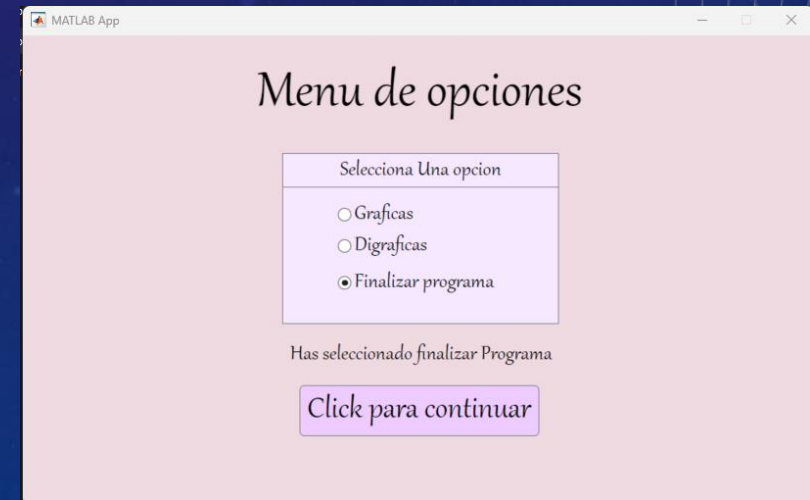 MATLAB App
Menu de opciones
Selecciona Una opcion
Graficas
Digraficas
Finalizar programa
Has seleccionado finalizar Programa
Click para continuar